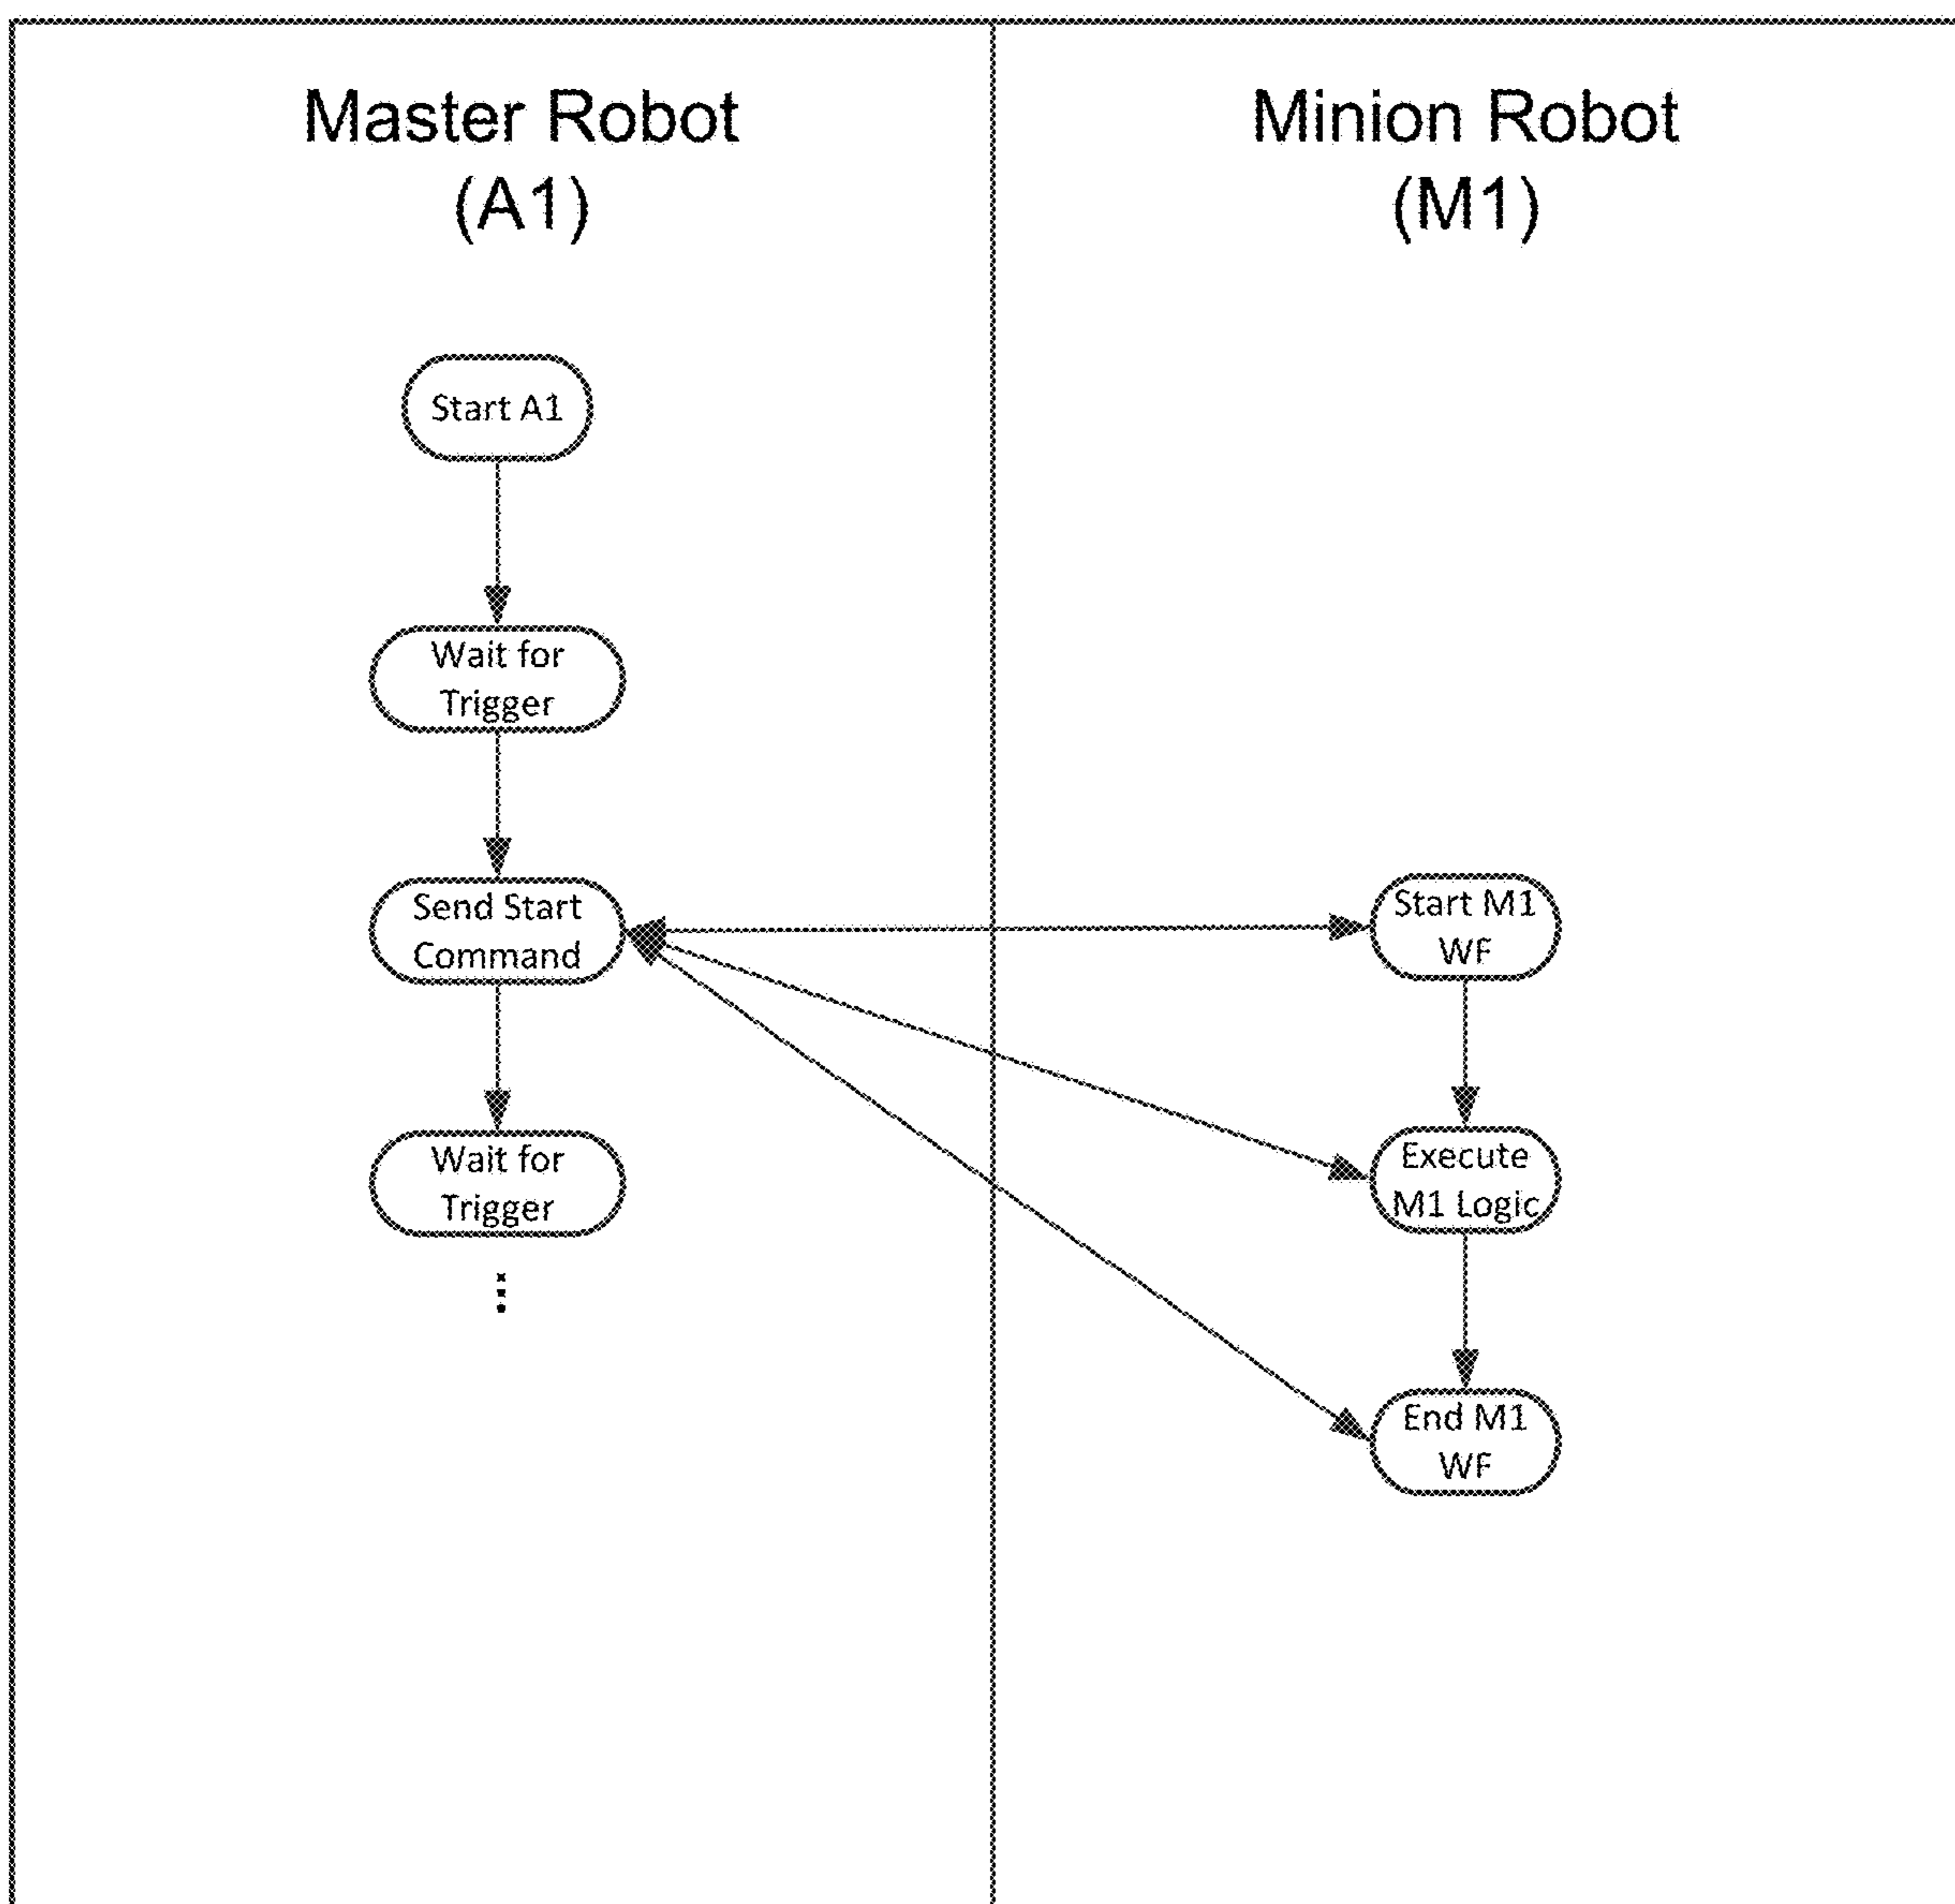 Master Robot
(A1)
Minion Robot
(M1)
Start A1
Wait for
Trigger
Send Start
Command
Wait for
Trigger
Start M1
WF
Execute
M1 Logic
End M1
WF